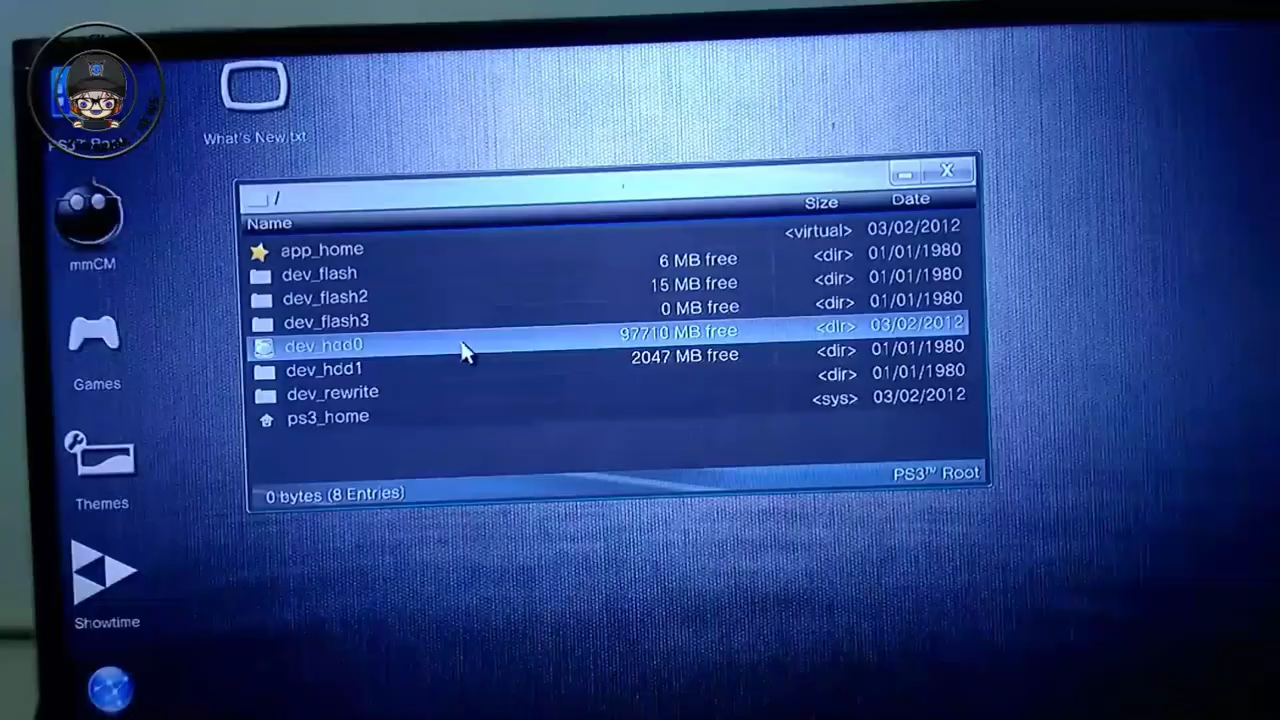 What's New.txt
/
Name Size Date
app_home <virtual> 03/02/2012
dev_flash 6 MB free <dir> 01/01/1980
dev_flash2 15 MB free <dir> 01/01/1980
dev_flash3 0 MB free <dir> 01/01/1980
dev_hdd0 97710 MB free <dir> 03/02/2012
dev_hdd1 2047 MB free <dir> 01/01/1980
dev_rewrite <dir> 01/01/1980
ps3_home <sys> 03/02/2012
0 bytes (8 Entries) PS3™ Root
mmCM
Games
Themes
Showtime